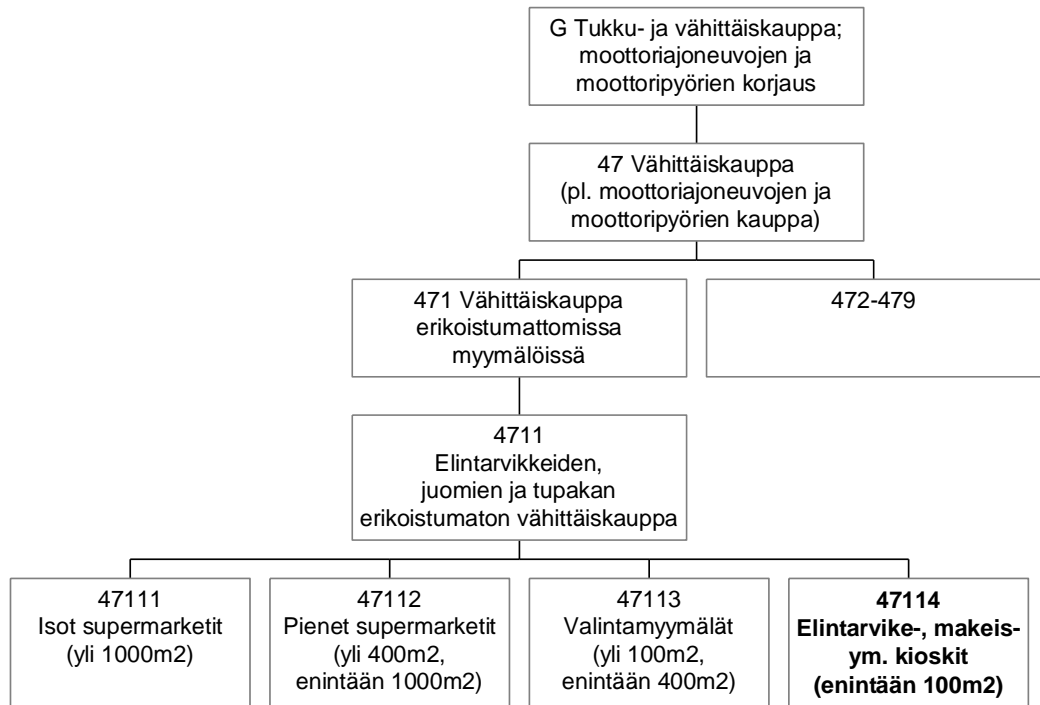 G Tukku- ja vähittäiskauppa;
moottoriajoneuvojen ja
moottoripyörien korjaus
47 Vähittäiskauppa
(pl. moottoriajoneuvojen ja
moottoripyörien kauppa)
471 Vähittäiskauppa
erikoistumattomissa
myymälöissä
472-479
4711
Elintarvikkeiden,
juomien ja tupakan
erikoistumaton vähittäiskauppa
47111
Isot supermarketit
(yli 1000m2)
47112
Pienet supermarketit
(yli 400m2,
enintään 1000m2)
47113
Valintamyymälät
(yli 100m2,
enintään 400m2)
47114
Elintarvike-, makeis-
ym. kioskit
(enintään 100m2)